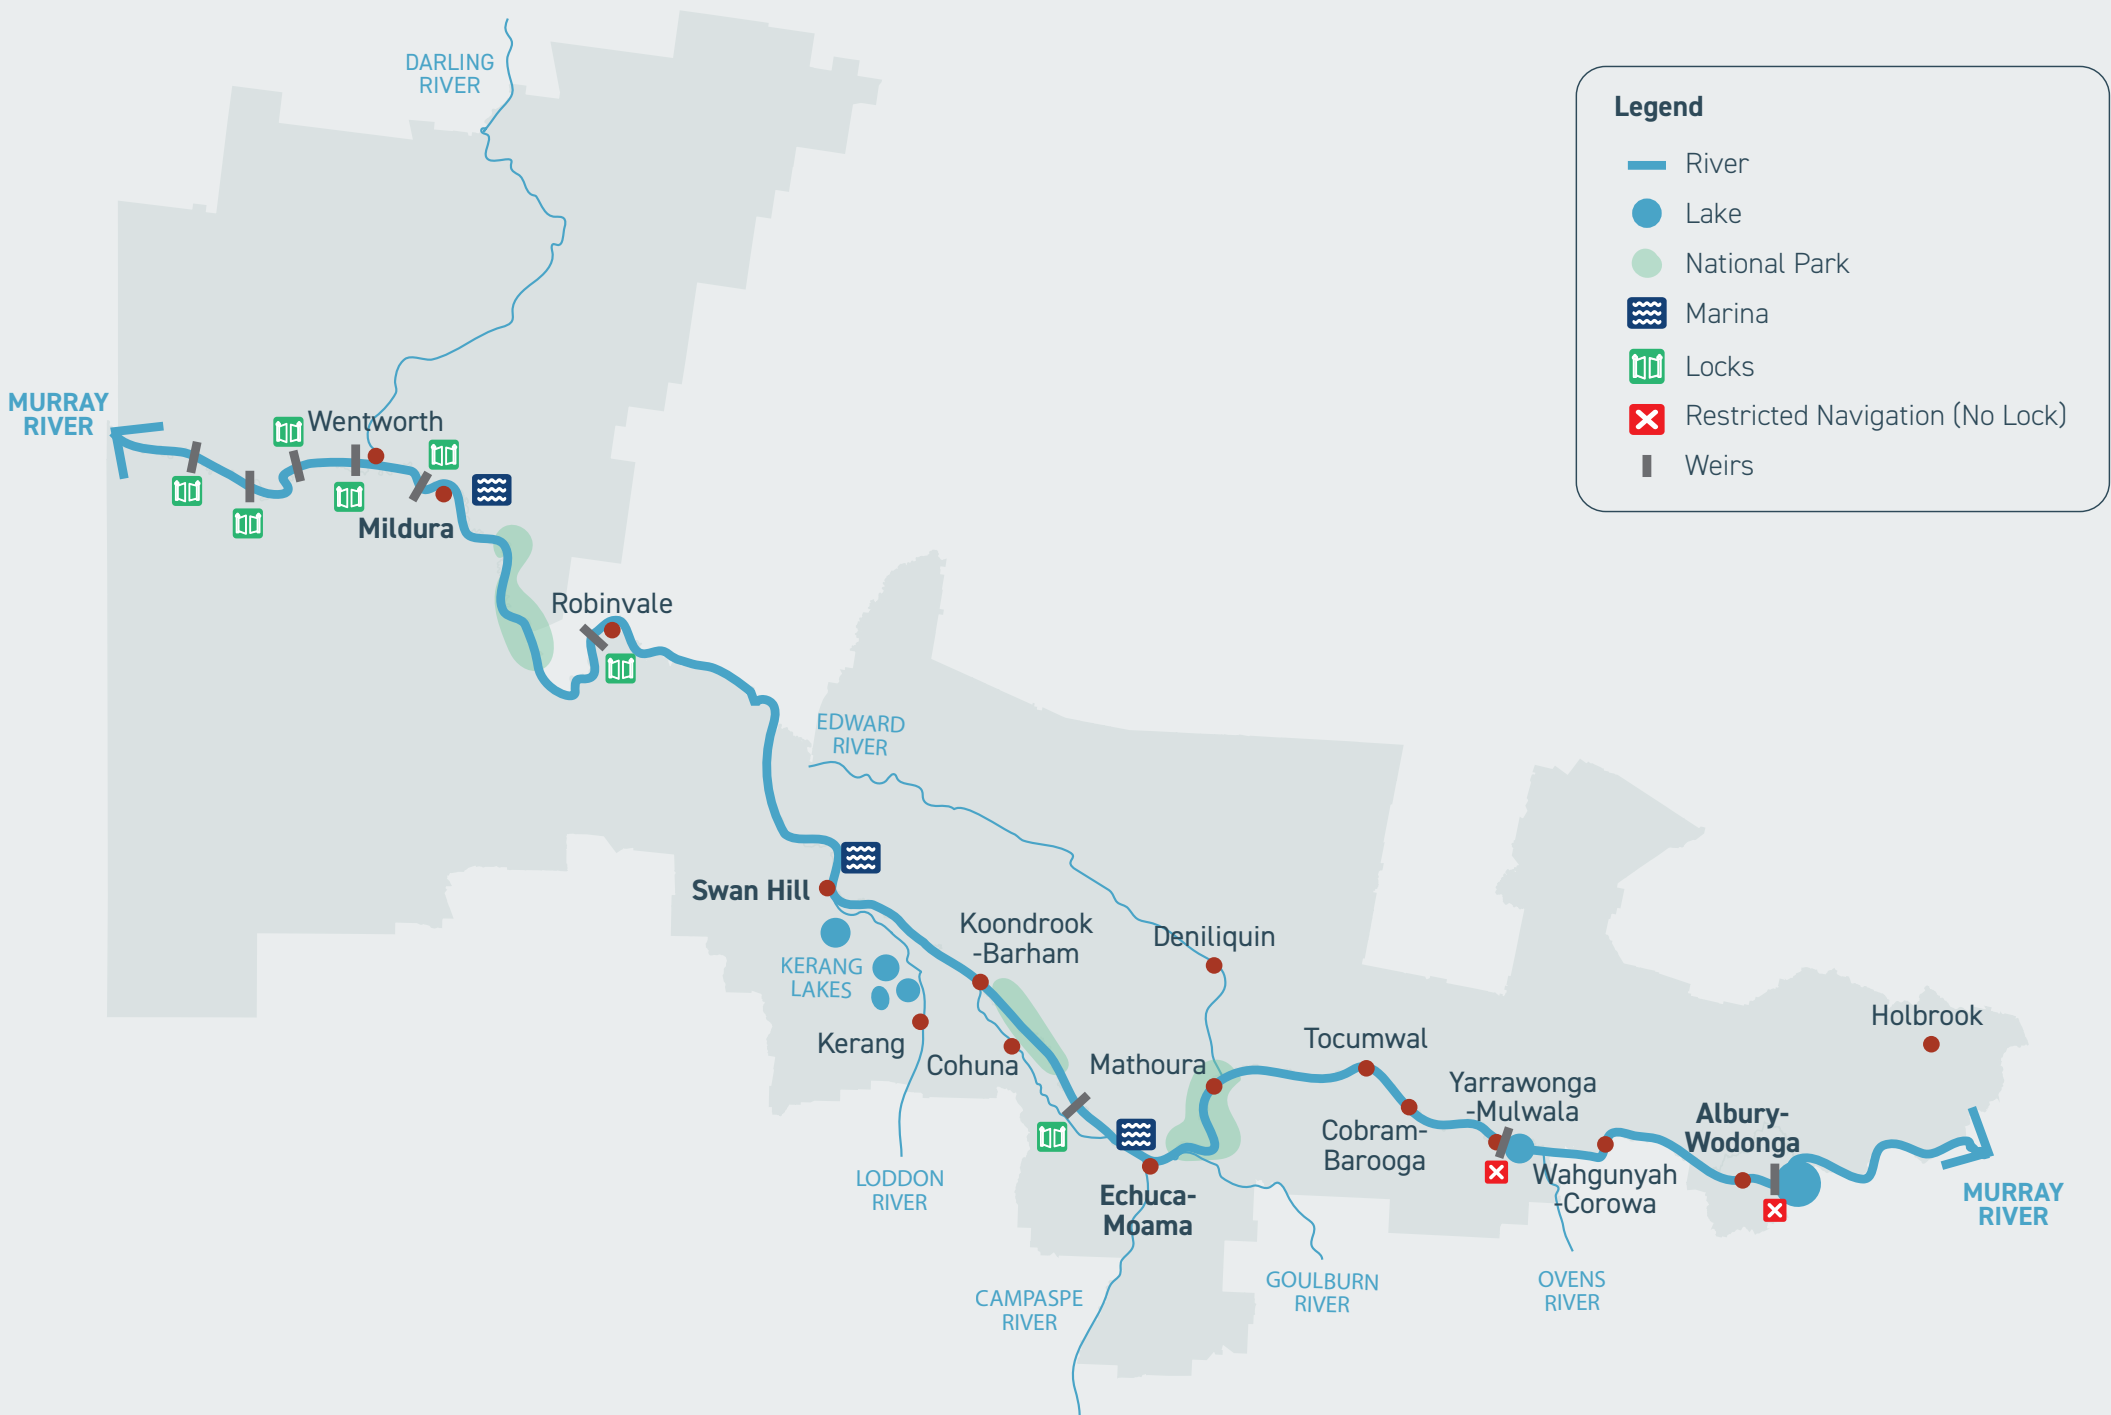 DARLING
RIVER
Legend
River
Lake
National Park
Marina
Locks
Restricted Navigation (No Lock)
Weirs
MURRAY
RIVER
Wentworth
Mildura
Robinvale
EDWARD
RIVER
Swan Hill
Koondrook
-Barham
Deniliquin
KERANG
LAKES
Kerang
Cohuna
Mathoura
Tocumwal
Holbrook
Yarrawonga
-Mulwala
Cobram-
Barooga
Albury-
Wodonga
Wahgunyah
-Corowa
LODDON
RIVER
Echuca-
Moama
MURRAY
RIVER
CAMPASPE
RIVER
GOULBURN
RIVER
OVENS
RIVER